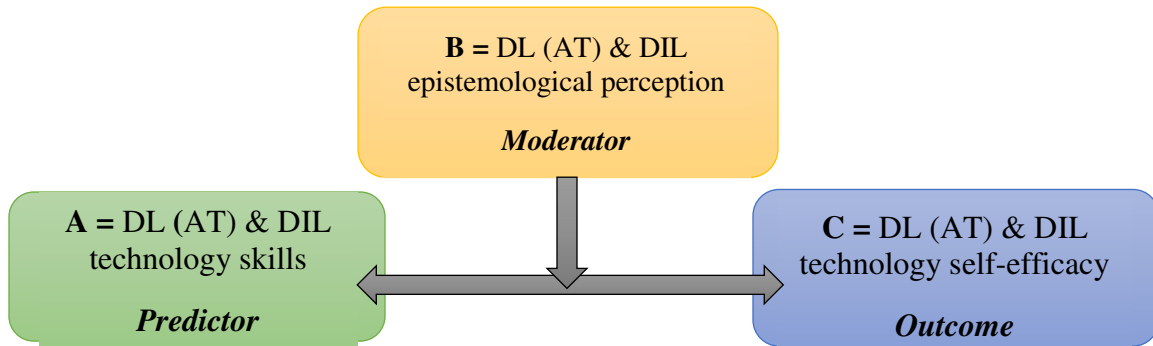 B = DL (AT) & DIL
epistemological perception
Moderator
A = DL (AT) & DIL
technology skills
Predictor
C = DL (AT) & DIL
technology self-efficacy
Outcome